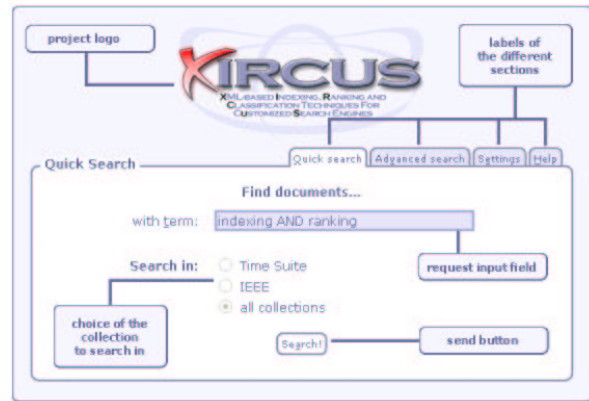 project logo
XIRCUS
XML-BASED INDEXING, RANKING AND
CLASSIFICATION TECHNIQUES FOR
CUSTOMIZED SEARCH ENGINES
labels of
the different
sections
Quick Search
Quick search
Advanced search
Settings
Help
Find documents...
with term:
indexing AND ranking
request input field
Search in:
Time Suite
IEEE
all collections
choice of the
collection
to search in
Search!
send button